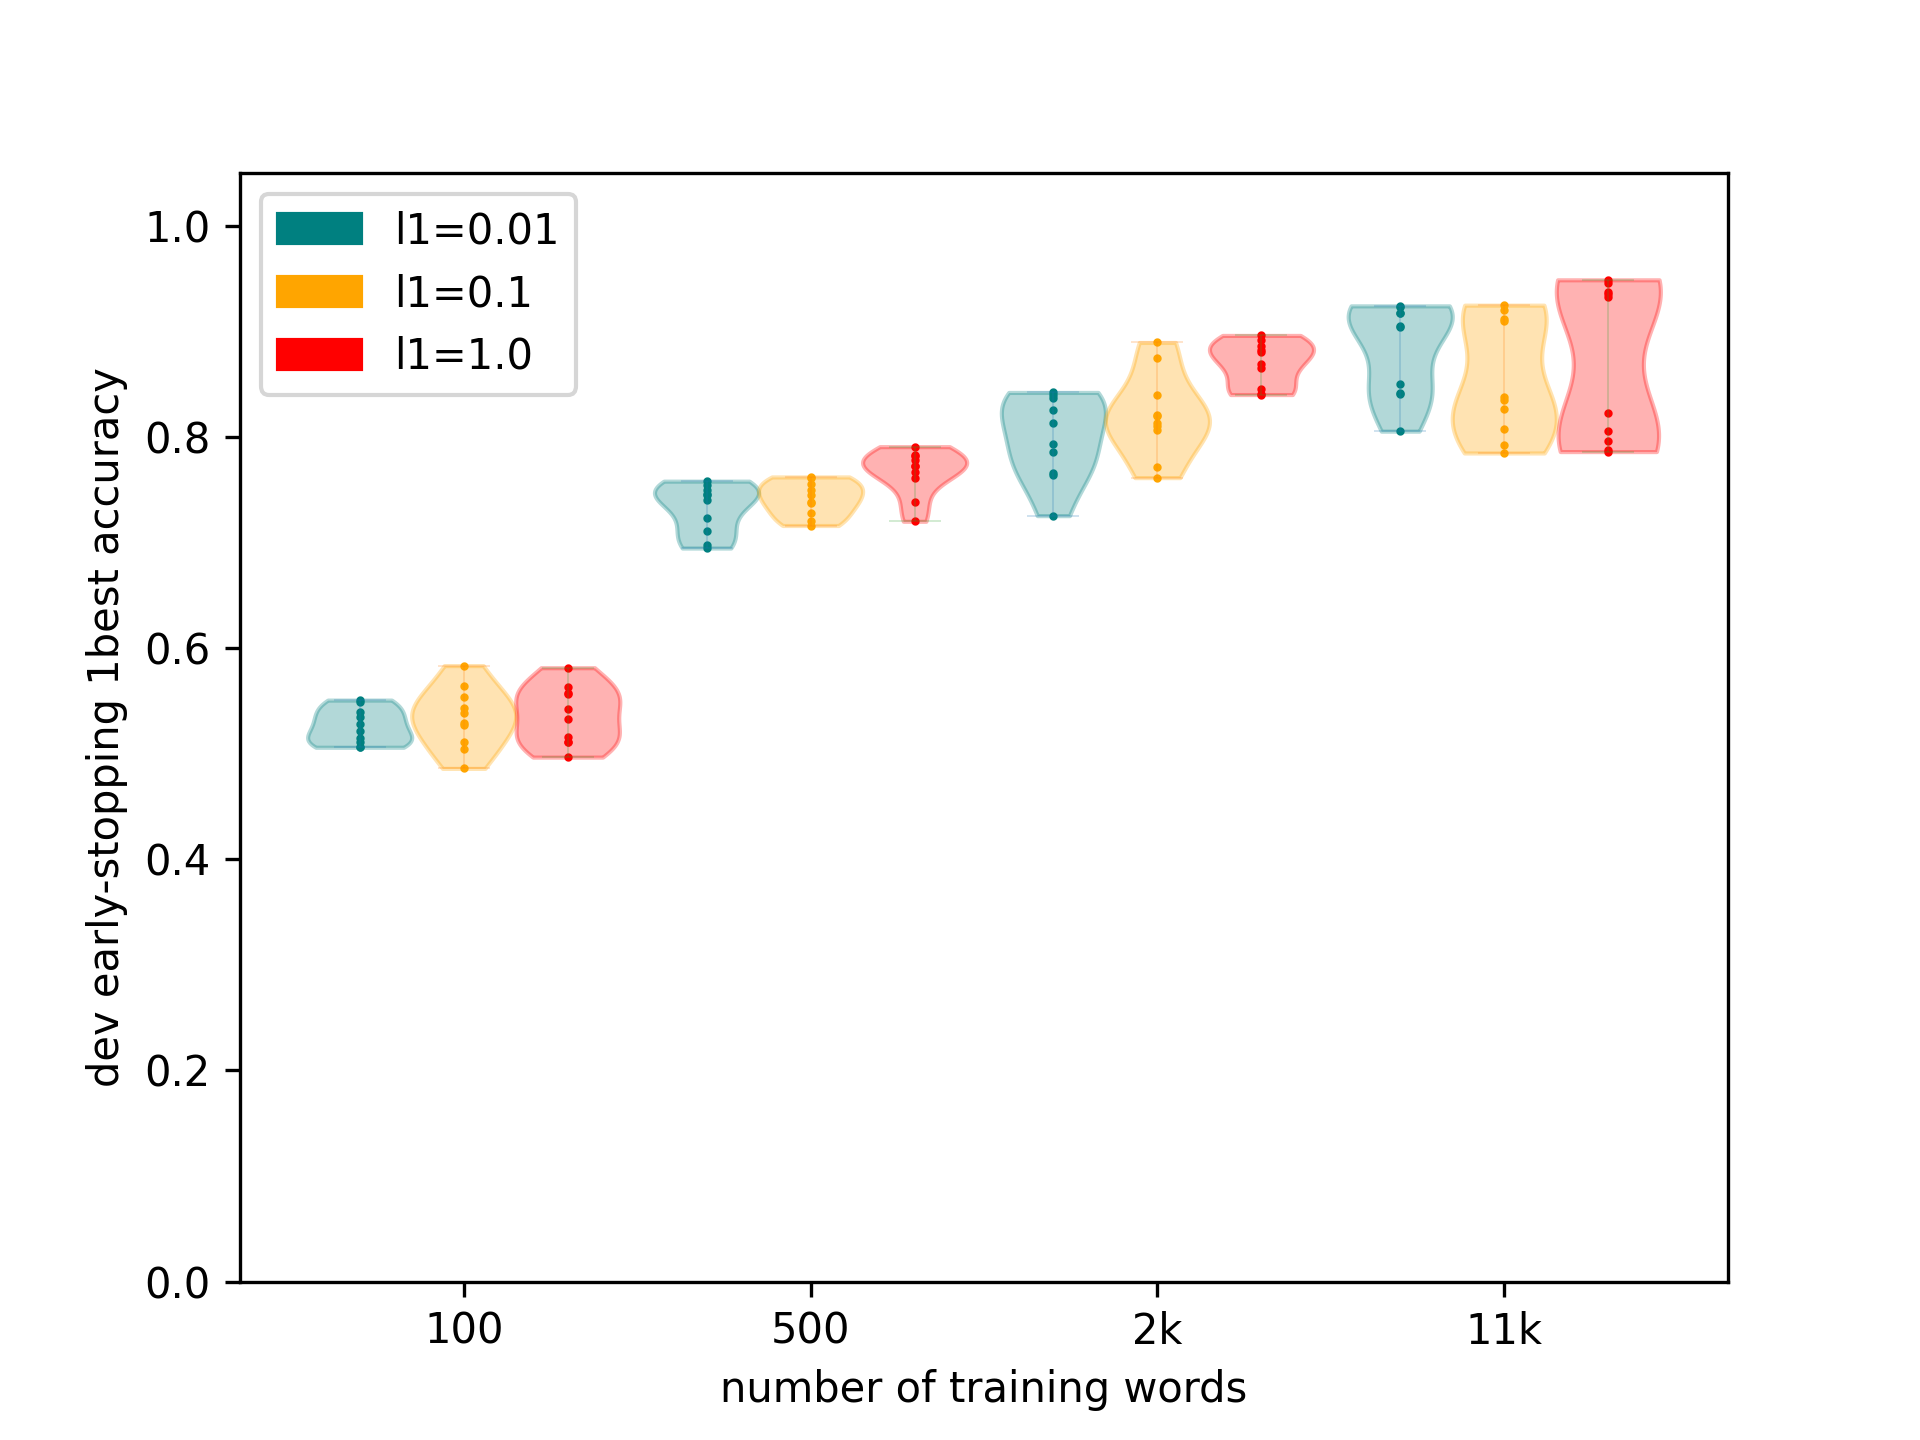 l1=0.01
l1=0.1
l1=1.0
1.0
0.8
0.6
0.4
0.2
0.0
dev early-stopping 1best accuracy
100 500 2k 11k
number of training words